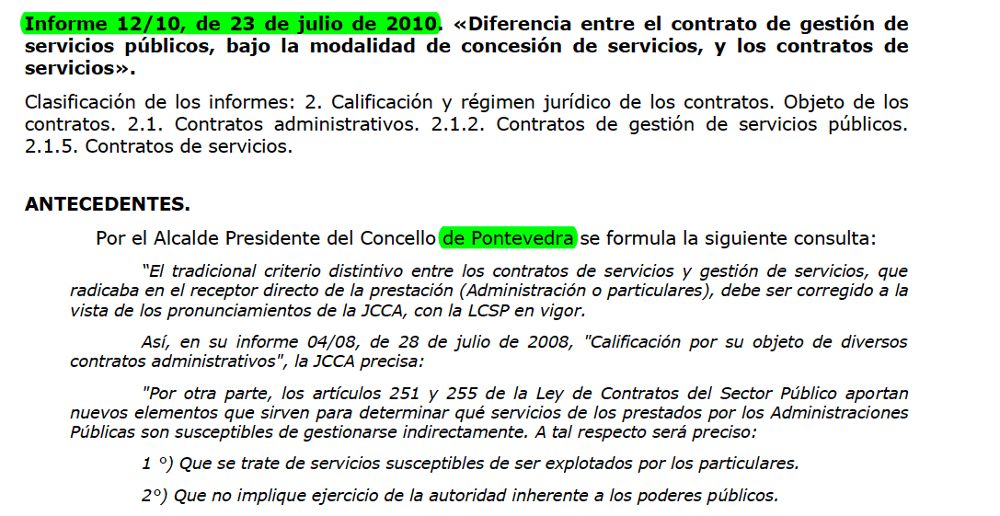 Informe 12/10, de 23 de julio de 2010. «Diferencia entre el contrato de gestión de
servicios públicos, bajo la modalidad de concesión de servicios, y los contratos de
servicios».
Clasificación de los informes: 2. Calificación y régimen jurídico de los contratos. Objeto de los
contratos. 2.1. Contratos administrativos. 2.1.2. Contratos de gestión de servicios públicos.
2.1.5. Contratos de servicios.
ANTECEDENTES.
Por el Alcalde Presidente del Concello de Pontevedra se formula la siguiente consulta:
"El tradicional criterio distintivo entre los contratos de servicios y gestión de servicios, que
radicaba en el receptor directo de la prestación (Administración o particulares), debe ser corregido a la
vista de los pronunciamientos de la JCCA, con la LCSP en vigor.
Así, en su informe 04/08, de 28 de julio de 2008, "Calificación por su objeto de diversos
contratos administrativos", la JCCA precisa:
"Por otra parte, los artículos 251 y 255 de la Ley de Contratos del Sector Público aportan
nuevos elementos que sirven para determinar qué servicios de los prestados por los Administraciones
Públicas son susceptibles de gestionarse indirectamente. A tal respecto será preciso:
1 º) Que se trate de servicios susceptibles de ser explotados por los particulares.
2º) Que no implique ejercicio de la autoridad inherente a los poderes públicos.